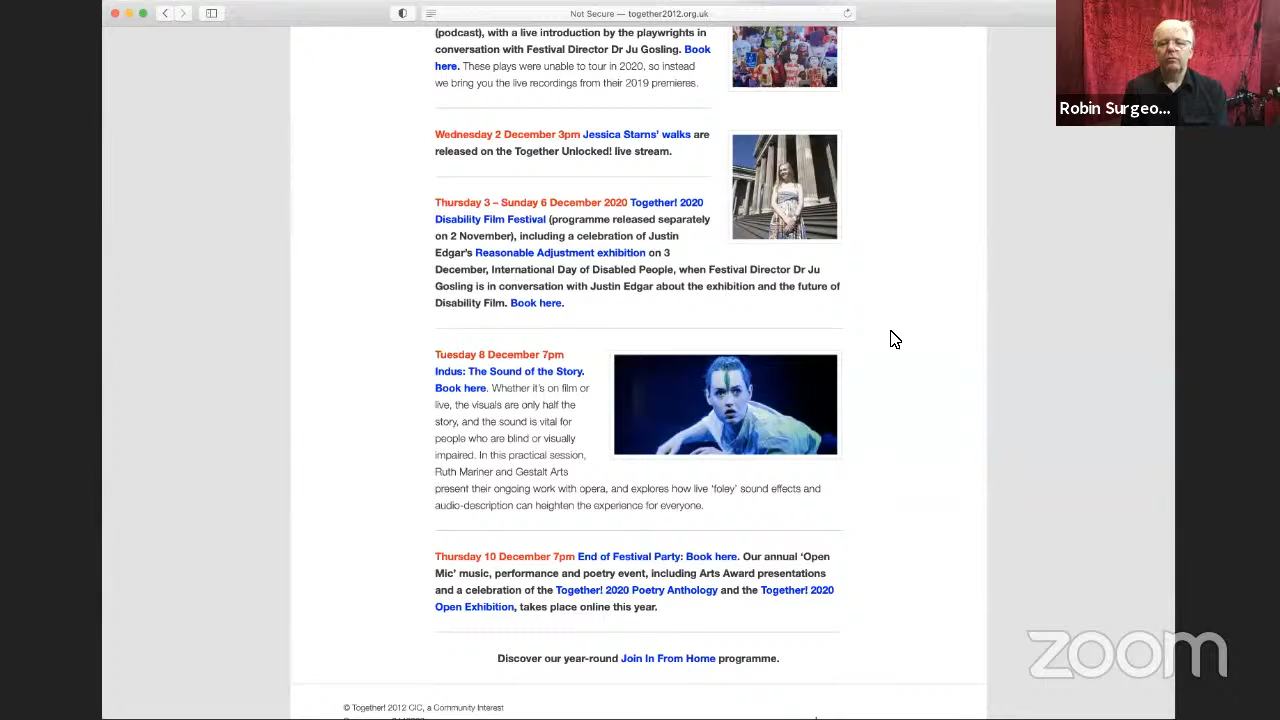 Not Secure — together2012.org.uk
(podcast), with a live introduction by the playwrights in
conversation with Festival Director Dr Ju Gosling. Book
here. These plays were unable to tour in 2020, so instead
we bring you the live recordings from their 2019 premieres.
Robin Surgeo...
Wednesday 2 December 3pm Jessica Starns' walks are
released on the Together Unlocked! live stream.
Thursday 3 – Sunday 6 December 2020 Together! 2020
Disability Film Festival (programme released separately
on 2 November), including a celebration of Justin
Edgar's Reasonable Adjustment exhibition on 3
December, International Day of Disabled People, when Festival Director Dr Ju
Gosling is in conversation with Justin Edgar about the exhibition and the future of
Disability Film. Book here.
Tuesday 8 December 7pm
Indus: The Sound of the Story.
Book here. Whether it's on film or
live, the visuals are only half the
story, and the sound is vital for
people who are blind or visually
impaired. In this practical session,
Ruth Mariner and Gestalt Arts
present their ongoing work with opera, and explores how live 'foley' sound effects and
audio-description can heighten the experience for everyone.
Thursday 10 December 7pm End of Festival Party: Book here. Our annual 'Open
Mic' music, performance and poetry event, including Arts Award presentations
and a celebration of the Together! 2020 Poetry Anthology and the Together! 2020
Open Exhibition, takes place online this year.
Discover our year-round Join In From Home programme.
zoom
© Together! 2012 CIC, a Community Interest